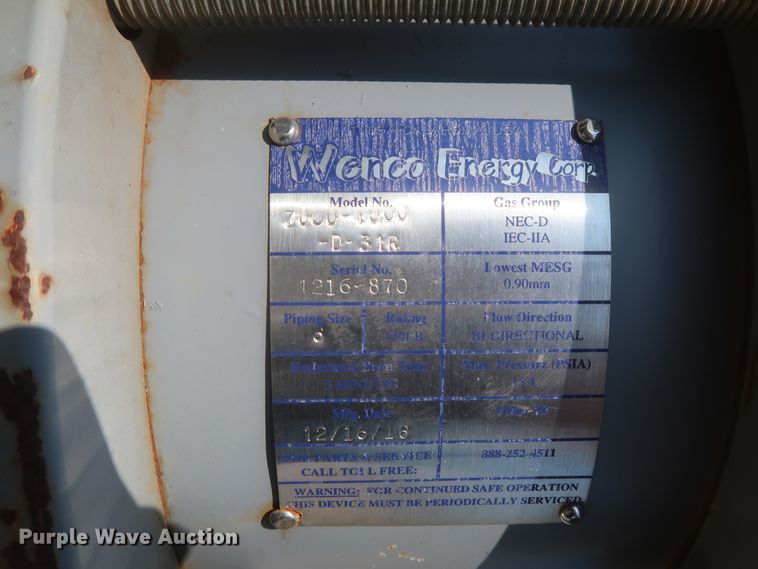 Wenco Energy Corp.
Model No.
Gas Group
NEC-D
IEC-IIA
-D-31R
Serial No.
Lowest MESG
1216-870
0.90mm
Piping Size
Rating
Flow Direction
BI-DIRECTIONAL
Endurance Burn Time
Max. Pressure (PSIA)
Mfg. Date
12/16/16
FOR PARTS & SERVICE
888-252-4511
CALL TOLL FREE:
WARNING: FOR CONTINUED SAFE OPERATION
THIS DEVICE MUST BE PERIODICALLY SERVICED
Purple Wave Auction